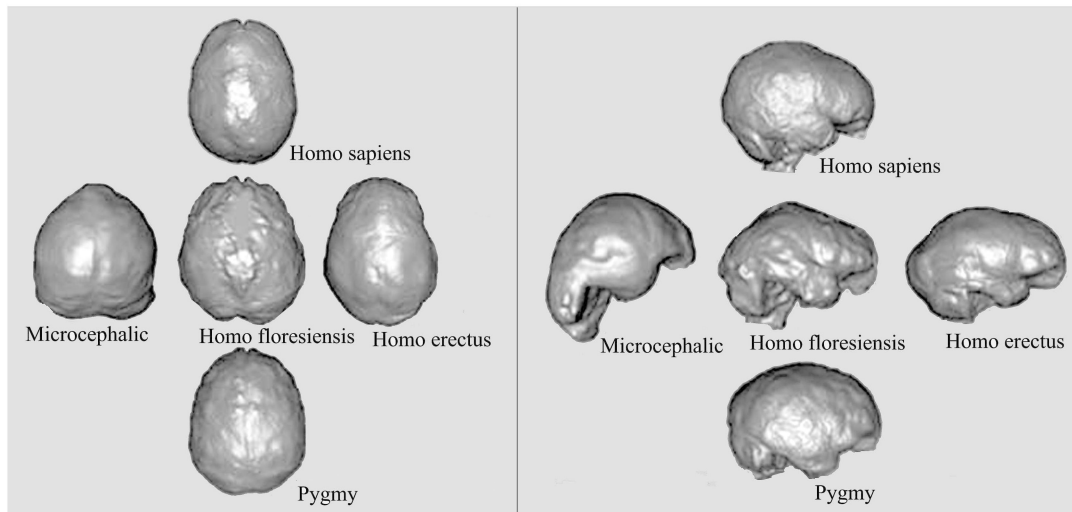 Homo sapiens
Microcephalic
Homo floresiensis
Homo erectus
Pygmy
Homo sapiens
Microcephalic
Homo floresiensis
Homo erectus
Pygmy